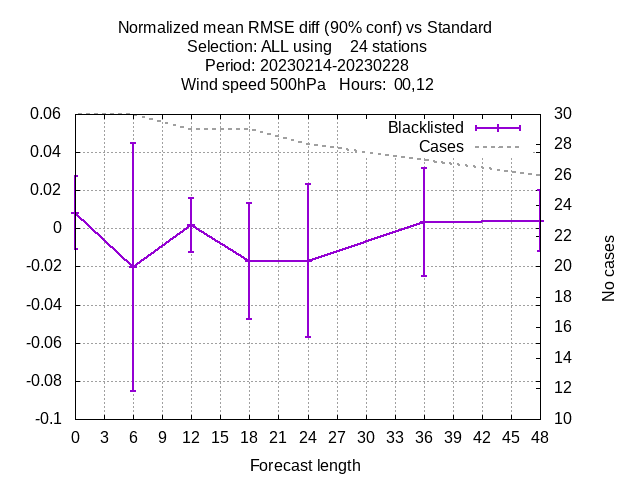 Normalized mean RMSE diff (90% conf) vs Standard
Selection: ALL using 24 stations
Period: 20230214-20230228
Wind speed 500hPa Hours: 00,12
Blacklisted
Cases
0.06
0.04
0.02
0
-0.02
-0.04
-0.06
-0.08
-0.1
30
28
26
24
22
20
18
16
14
12
10
No cases
0 3 6 9 12 15 18 21 24 27 30 33 36 39 42 45 48
Forecast length